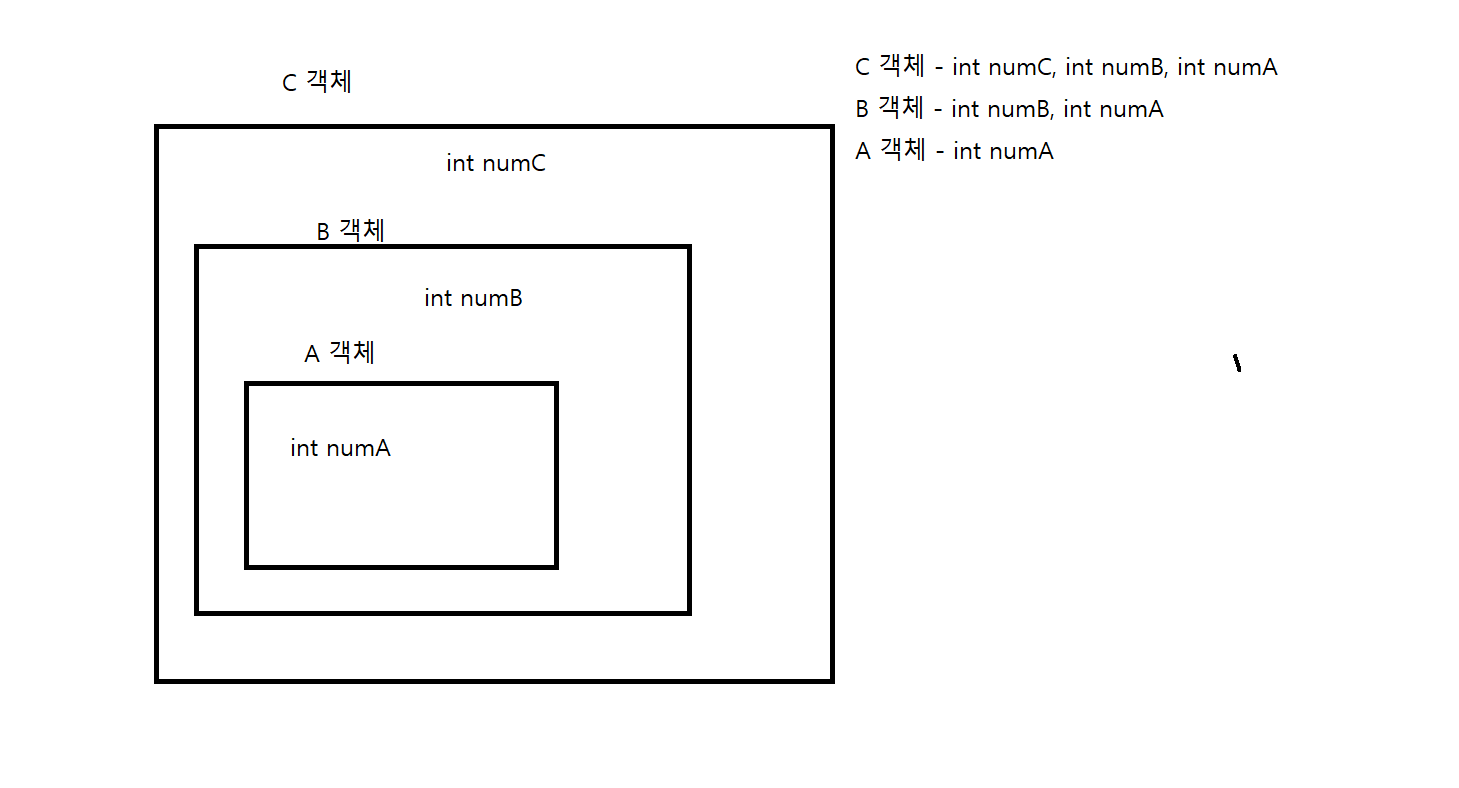 C 객체
int numC
B 객체
int numB
A 객체
int numA
C 객체 - int numC, int numB, int numA
B 객체 - int numB, int numA
A 객체 - int numA